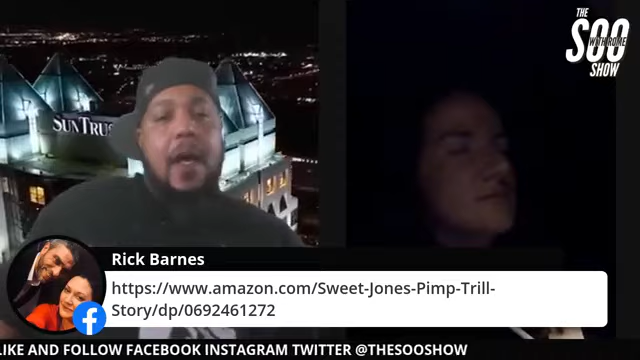 THE
SOO
WITH ROME
SHOW
SUNTRUS
Rick Barnes
https://www.amazon.com/Sweet-Jones-Pimp-Trill-
Story/dp/0692461272
LIKE AND FOLLOW FACEBOOK INSTAGRAM TWITTER @THESOOSHOW